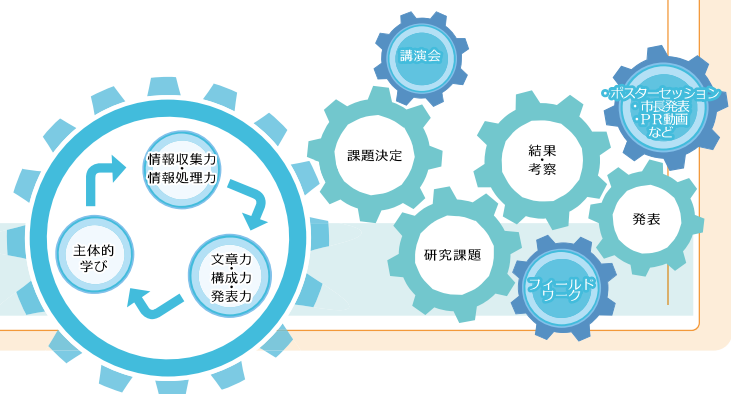 情報収集力
・
情報処理力
主体的
学び
文章力
・
構成力
・
発表力
講演会
課題決定
研究課題
結果
・
考察
フィールド
ワーク
・ポスターセッション
・市長発表
・PR動画
など
発表